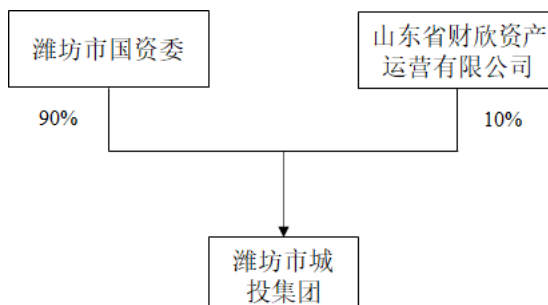 潍坊市国资委
山东省财欣资产
运营有限公司
90%
10%
潍坊市城
投集团